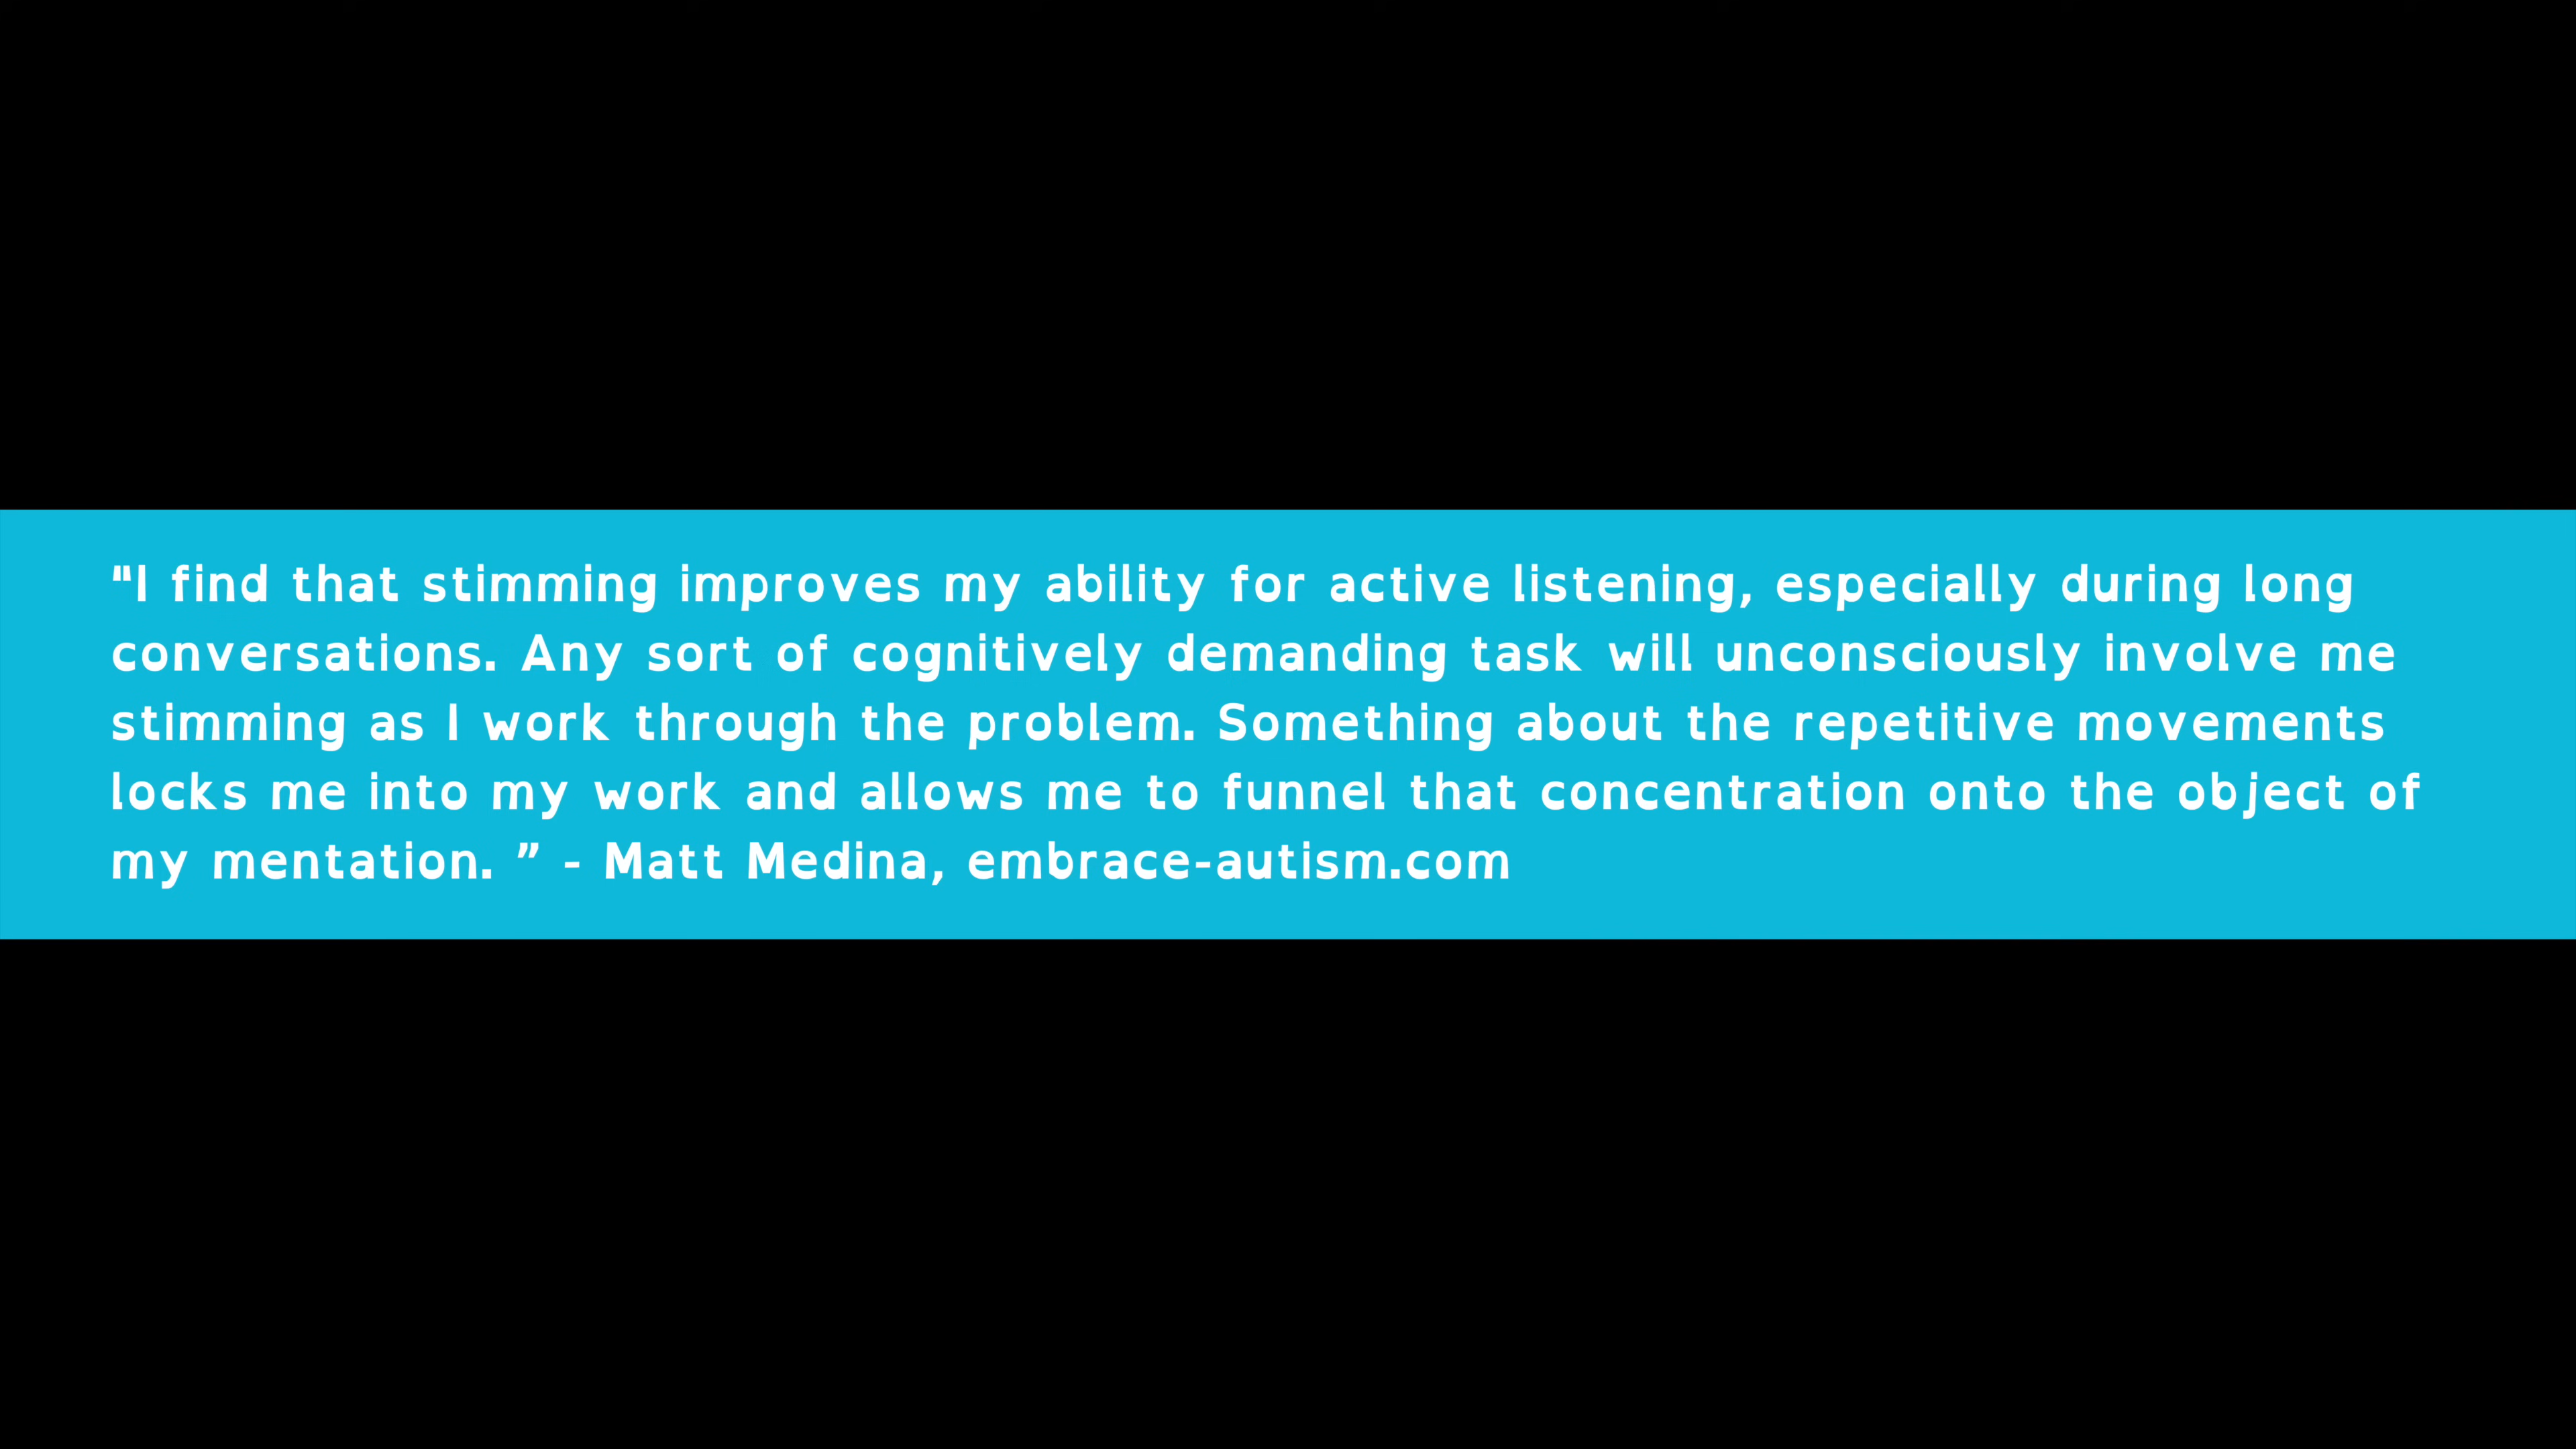 "I find that stimming improves my ability for active listening, especially during long
conversations. Any sort of cognitively demanding task will unconsciously involve me
stimming as I work through the problem. Something about the repetitive movements
locks me into my work and allows me to funnel that concentration onto the object of
my mentation. ” - Matt Medina, embrace-autism.com